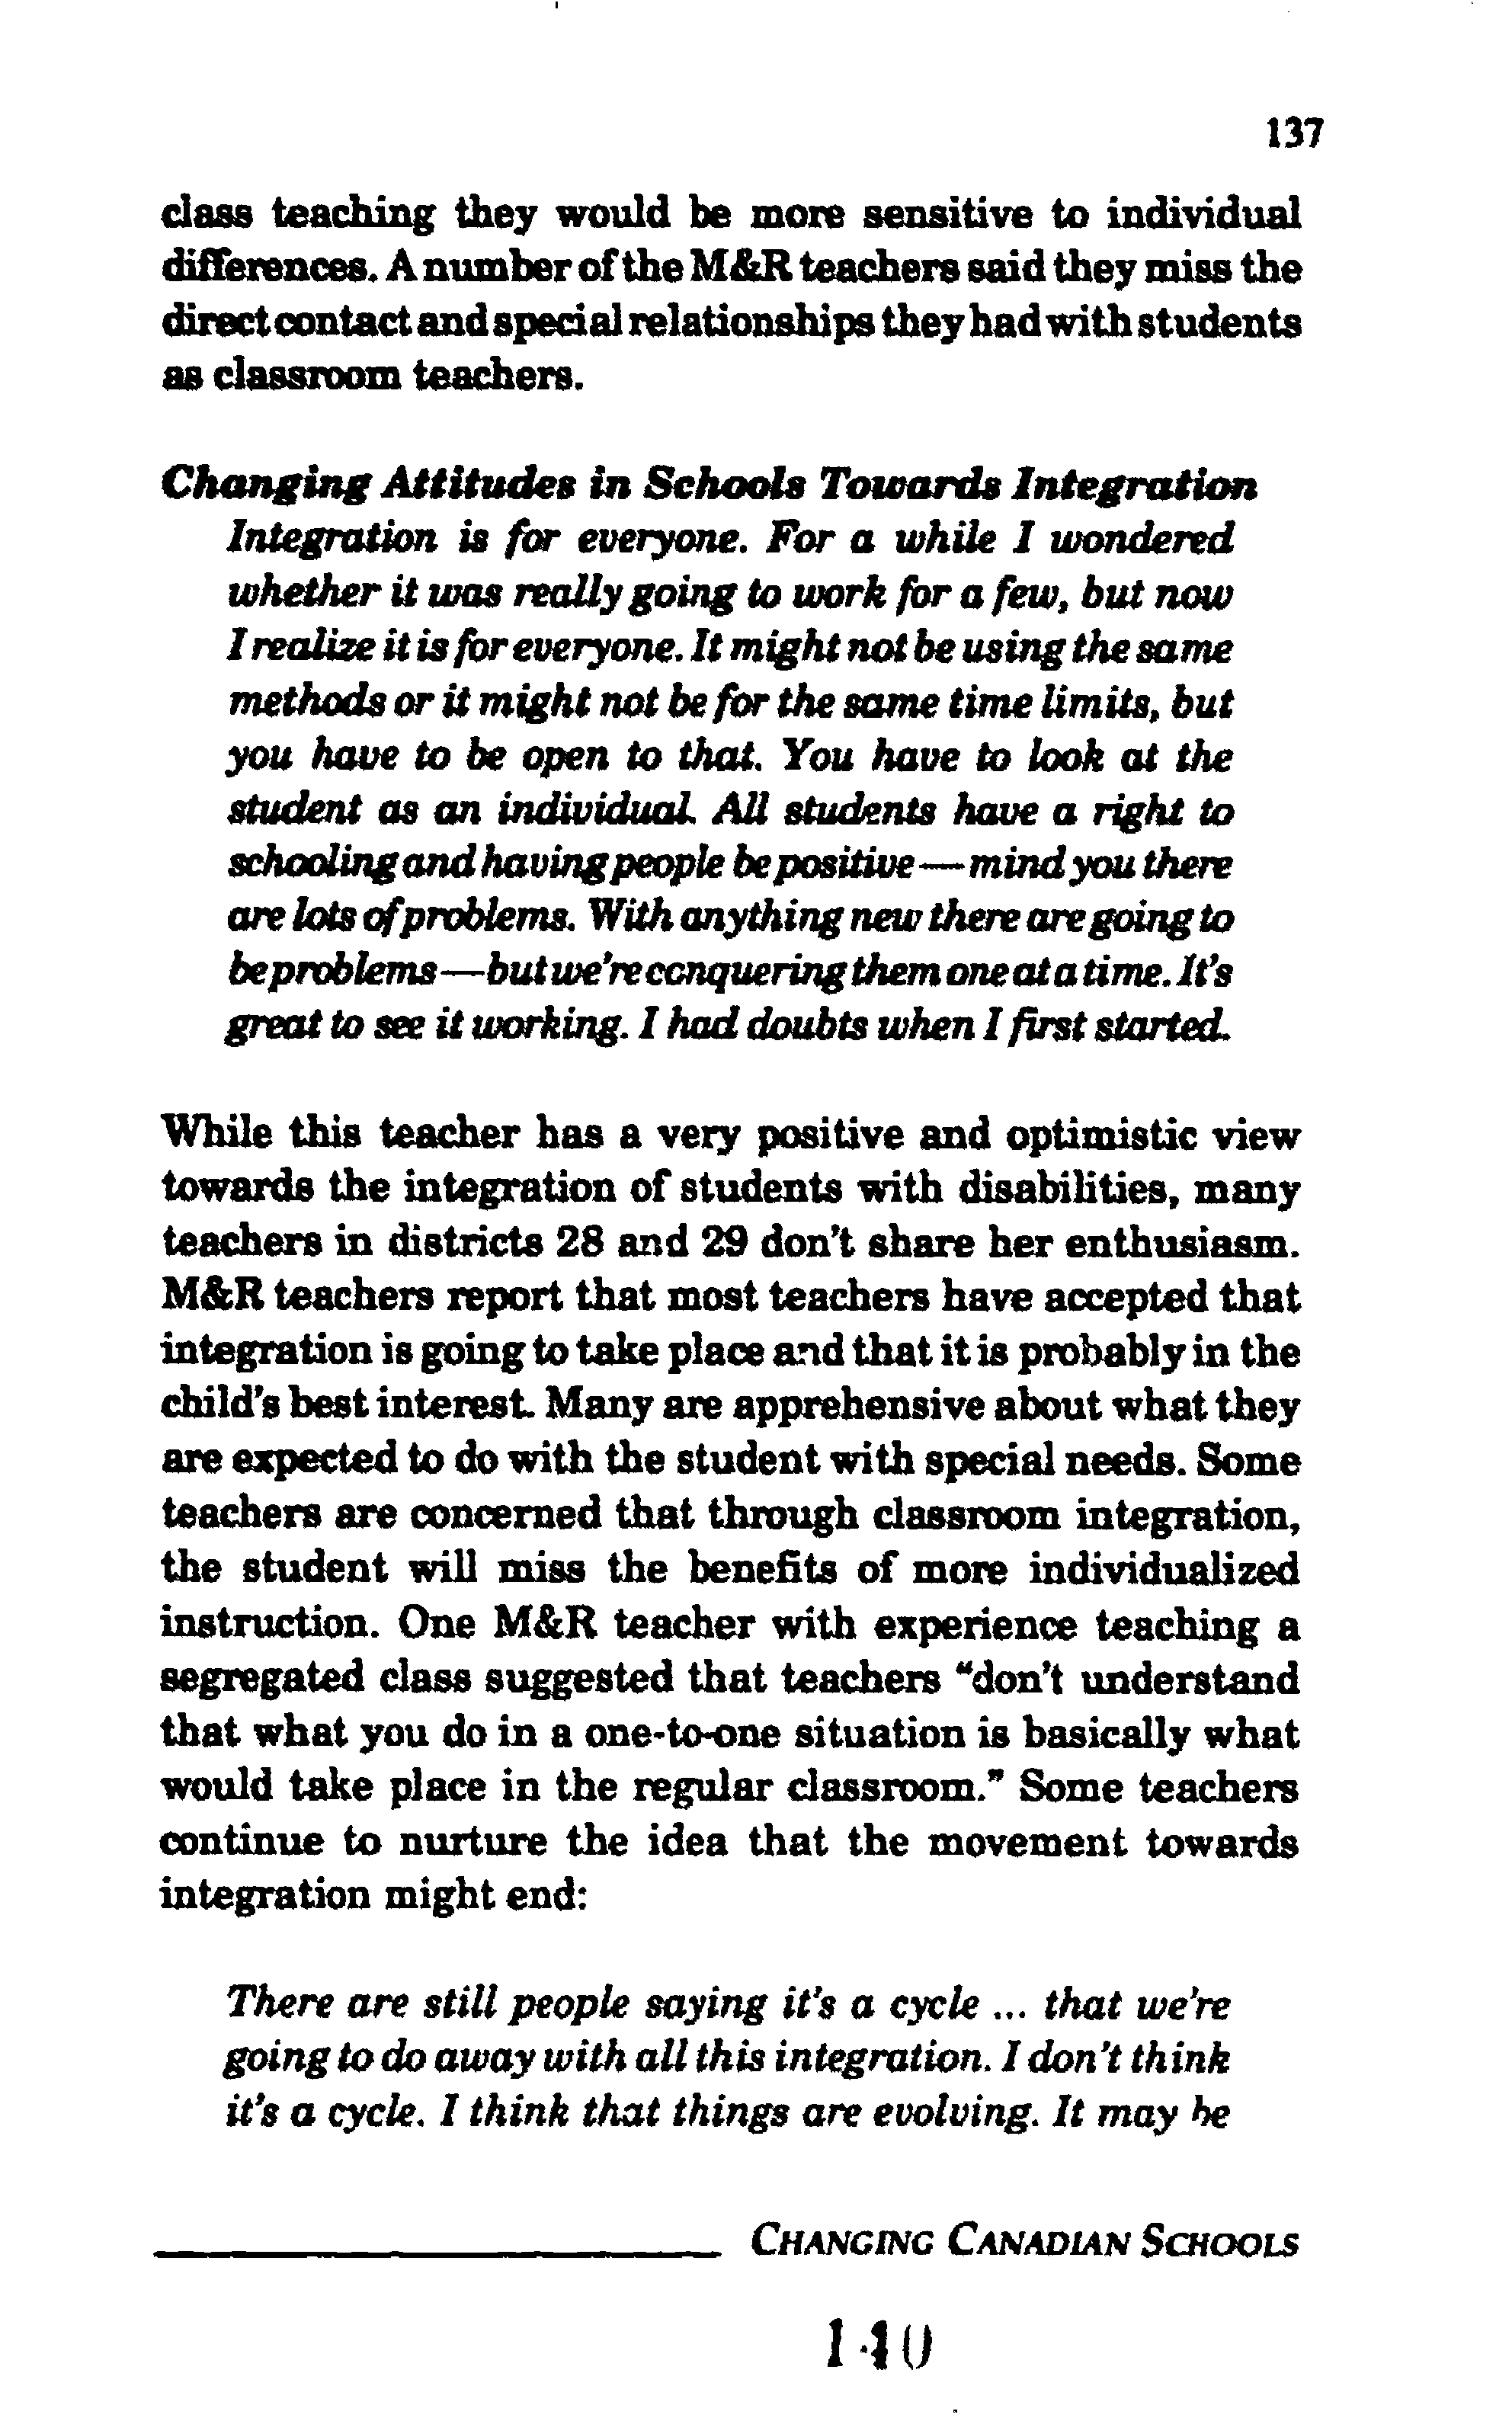 137
class teaching they would be more sensitive to individual
differences. A number of the M&R teachers said they miss the
direct contact and special relationships they had with students
as classroom teachers.
Changing Attitudes in Schools Towards Integration
Integration is for everyone. For a while I wondered
whether it was really going to work for a few, but now
I realize it is for everyone. It might not be using the same
methods or it might not be for the same time limits, but
you have to be open to that. You have to look at the
student as an individual. All students have a right to
schooling and having people be positive—mind you there
are lots of problems. With anything new there are going to
be problems—but we're conquering them one at a time. It's
great to see it working. I had doubts when I first started.
While this teacher has a very positive and optimistic view
towards the integration of students with disabilities, many
teachers in districts 28 and 29 don't share her enthusiasm.
M&R teachers report that most teachers have accepted that
integration is going to take place and that it is probably in the
child's best interest. Many are apprehensive about what they
are expected to do with the student with special needs. Some
teachers are concerned that through classroom integration,
the student will miss the benefits of more individualized
instruction. One M&R teacher with experience teaching a
segregated class suggested that teachers "don't understand
that what you do in a one-to-one situation is basically what
would take place in the regular classroom." Some teachers
continue to nurture the idea that the movement towards
integration might end:
There are still people saying it's a cycle ... that we're
going to do away with all this integration. I don't think
it's a cycle. I think that things are evolving. It may be
CHANGING CANADIAN SCHOOLS
140